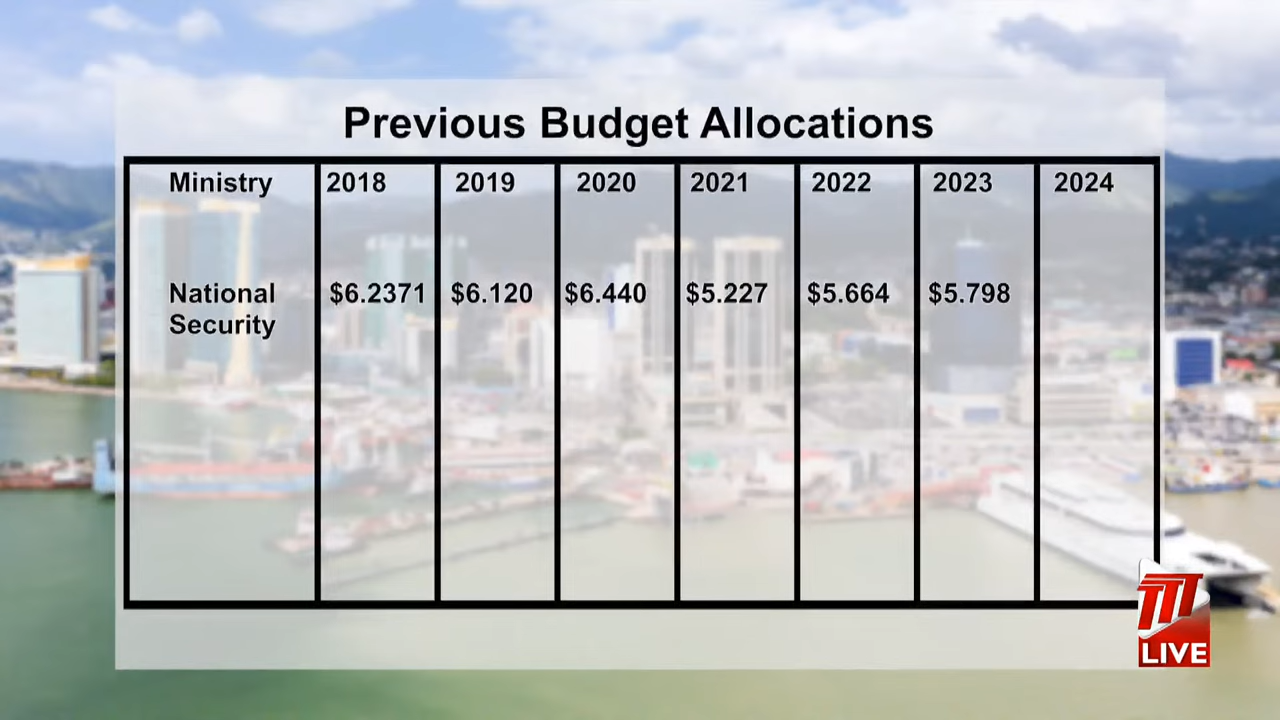 Previous Budget Allocations
Ministry 2018 2019 2020 2021 2022 2023 2024
National $6.2371 $6.120 $6.440 $5.227 $5.664 $5.798
Security
TTT
LIVE